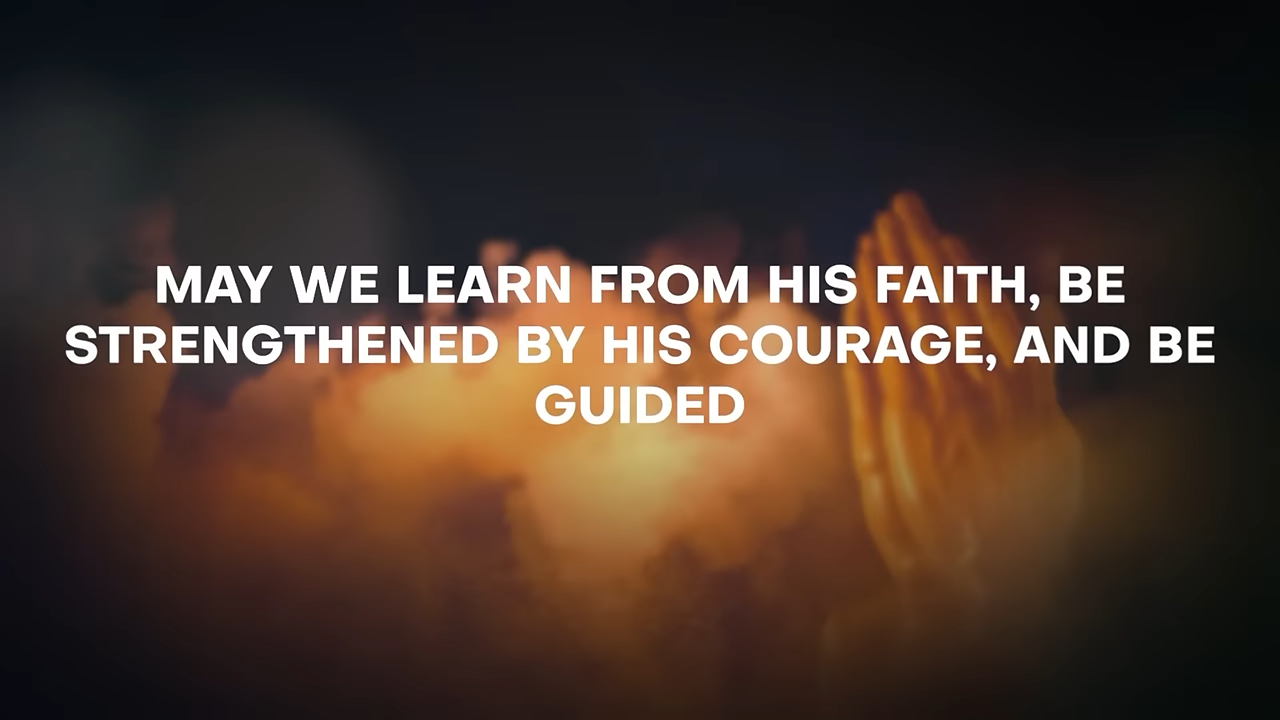 MAY WE LEARN FROM HIS FAITH, BE
STRENGTHENED BY HIS COURAGE, AND BE
GUIDED